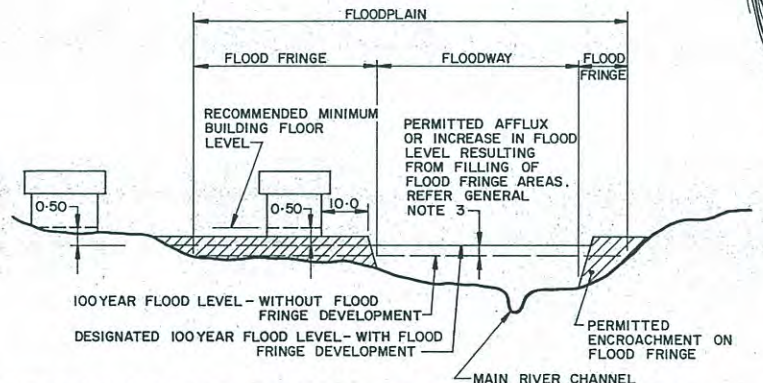 FLOODPLAIN
FLOOD FRINGE
FLOODWAY
FLOOD
FRINGE
RECOMMENDED MINIMUM
BUILDING FLOOR
LEVEL
PERMITTED AFFLUX
OR INCREASE IN FLOOD
LEVEL RESULTING
FROM FILLING OF
FLOOD FRINGE AREAS.
REFER GENERAL
NOTE 3
0·50
0·50
10·0
100 YEAR FLOOD LEVEL - WITHOUT FLOOD
FRINGE DEVELOPMENT
DESIGNATED 100 YEAR FLOOD LEVEL - WITH FLOOD
FRINGE DEVELOPMENT
PERMITTED
ENCROACHMENT ON
FLOOD FRINGE
MAIN RIVER CHANNEL